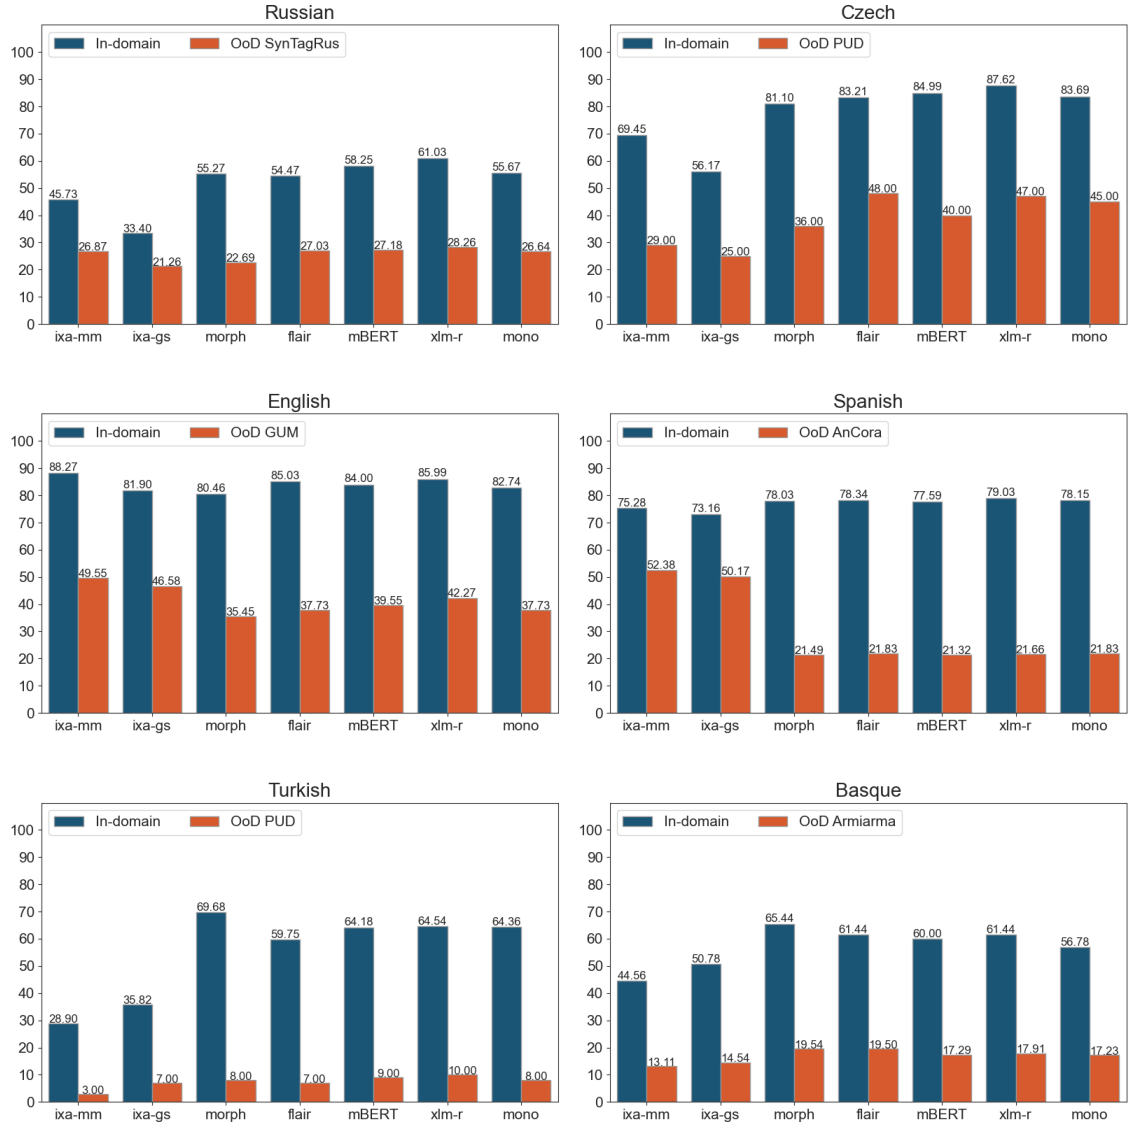 Russian
In-domain OoD SynTagRus
100
90
80
70
60
50
40
30
20
10
0
45.73 26.87 33.40 21.26 55.27 22.69 54.47 27.03 58.25 27.18 61.03 28.26 55.67 26.64
ixa-mm ixa-gs morph flair mBERT xlm-r mono
Czech
In-domain OoD PUD
100
90
80
70
60
50
40
30
20
10
0
69.45 29.00 56.17 25.00 81.10 36.00 83.21 48.00 84.99 40.00 87.62 47.00 83.69 45.00
ixa-mm ixa-gs morph flair mBERT xlm-r mono
English
In-domain OoD GUM
100
90
80
70
60
50
40
30
20
10
0
88.27 49.55 81.90 46.58 80.46 35.45 85.03 37.73 84.00 39.55 85.99 42.27 82.74 37.73
ixa-mm ixa-gs morph flair mBERT xlm-r mono
Spanish
In-domain OoD AnCora
100
90
80
70
60
50
40
30
20
10
0
75.28 52.38 73.16 50.17 78.03 21.49 78.34 21.83 77.59 21.32 79.03 21.66 78.15 21.83
ixa-mm ixa-gs morph flair mBERT xlm-r mono
Turkish
In-domain OoD PUD
100
90
80
70
60
50
40
30
20
10
0
28.90 3.00 35.82 7.00 69.68 8.00 59.75 7.00 64.18 9.00 64.54 10.00 64.36 8.00
ixa-mm ixa-gs morph flair mBERT xlm-r mono
Basque
In-domain OoD Armiarma
100
90
80
70
60
50
40
30
20
10
0
44.56 13.11 50.78 14.54 65.44 19.54 61.44 19.50 60.00 17.29 61.44 17.91 56.78 17.23
ixa-mm ixa-gs morph flair mBERT xlm-r mono